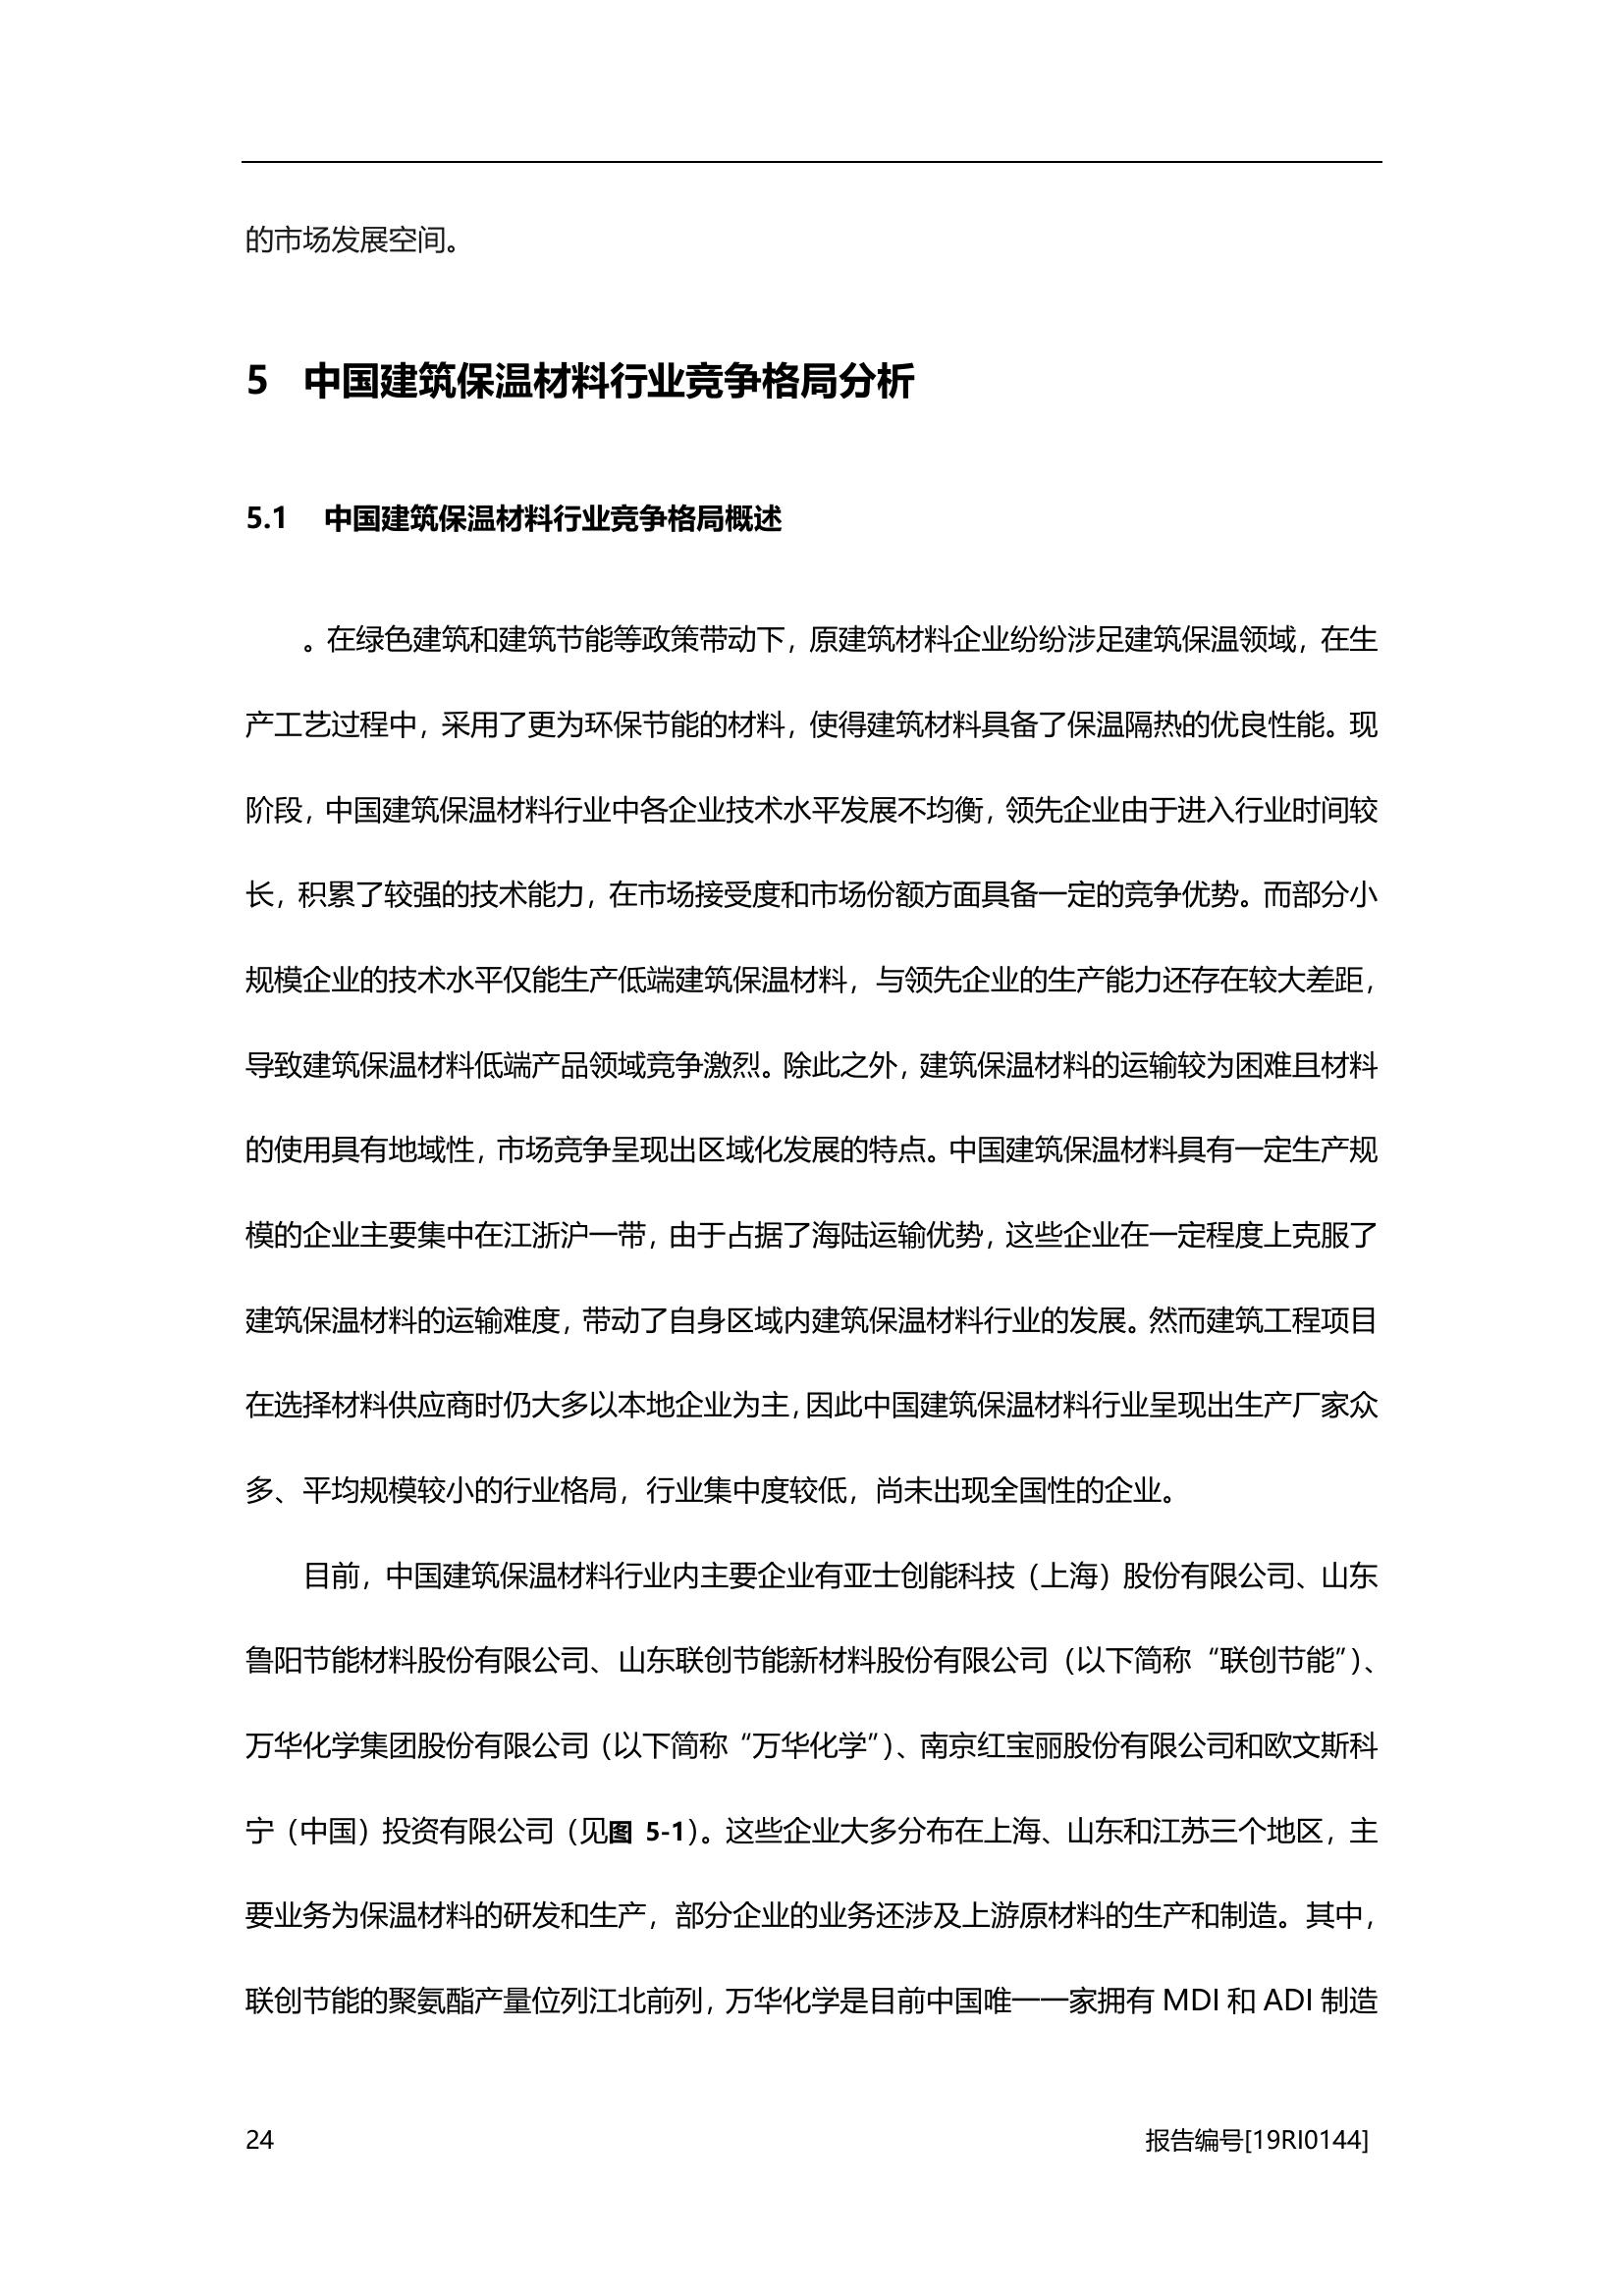 的市场发展空间。
5 中国建筑保温材料行业竞争格局分析
5.1 中国建筑保温材料行业竞争格局概述
。在绿色建筑和建筑节能等政策带动下，原建筑材料企业纷纷涉足建筑保温领域，在生
产工艺过程中，采用了更为环保节能的材料，使得建筑材料具备了保温隔热的优良性能。现
阶段，中国建筑保温材料行业中各企业技术水平发展不均衡，领先企业由于进入行业时间较
长，积累了较强的技术能力，在市场接受度和市场份额方面具备一定的竞争优势。而部分小
规模企业的技术水平仅能生产低端建筑保温材料，与领先企业的生产能力还存在较大差距，
导致建筑保温材料低端产品领域竞争激烈。除此之外，建筑保温材料的运输较为困难且材料
的使用具有地域性，市场竞争呈现出区域化发展的特点。中国建筑保温材料具有一定生产规
模的企业主要集中在江浙沪一带，由于占据了海陆运输优势，这些企业在一定程度上克服了
建筑保温材料的运输难度，带动了自身区域内建筑保温材料行业的发展。然而建筑工程项目
在选择材料供应商时仍大多以本地企业为主，因此中国建筑保温材料行业呈现出生产厂家众
多、平均规模较小的行业格局，行业集中度较低，尚未出现全国性的企业。
目前，中国建筑保温材料行业内主要企业有亚士创能科技（上海）股份有限公司、山东
鲁阳节能材料股份有限公司、山东联创节能新材料股份有限公司（以下简称“联创节能”）、
万华化学集团股份有限公司（以下简称“万华化学”）、南京红宝丽股份有限公司和欧文斯科
宁（中国）投资有限公司（见图 5-1）。这些企业大多分布在上海、山东和江苏三个地区，主
要业务为保温材料的研发和生产，部分企业的业务还涉及上游原材料的生产和制造。其中，
联创节能的聚氨酯产量位列江北前列，万华化学是目前中国唯一一家拥有 MDI 和 ADI 制造
24 报告编号[19RI0144]